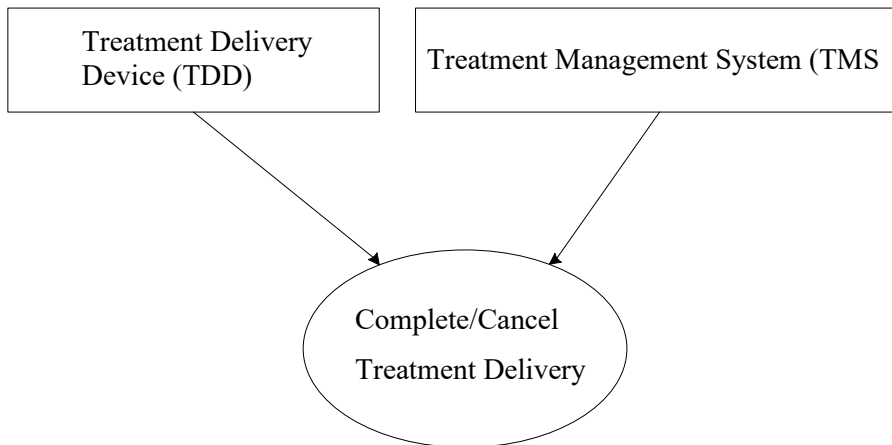 Treatment Delivery
Device (TDD)
Treatment Management System (TMS
Complete/Cancel
Treatment Delivery